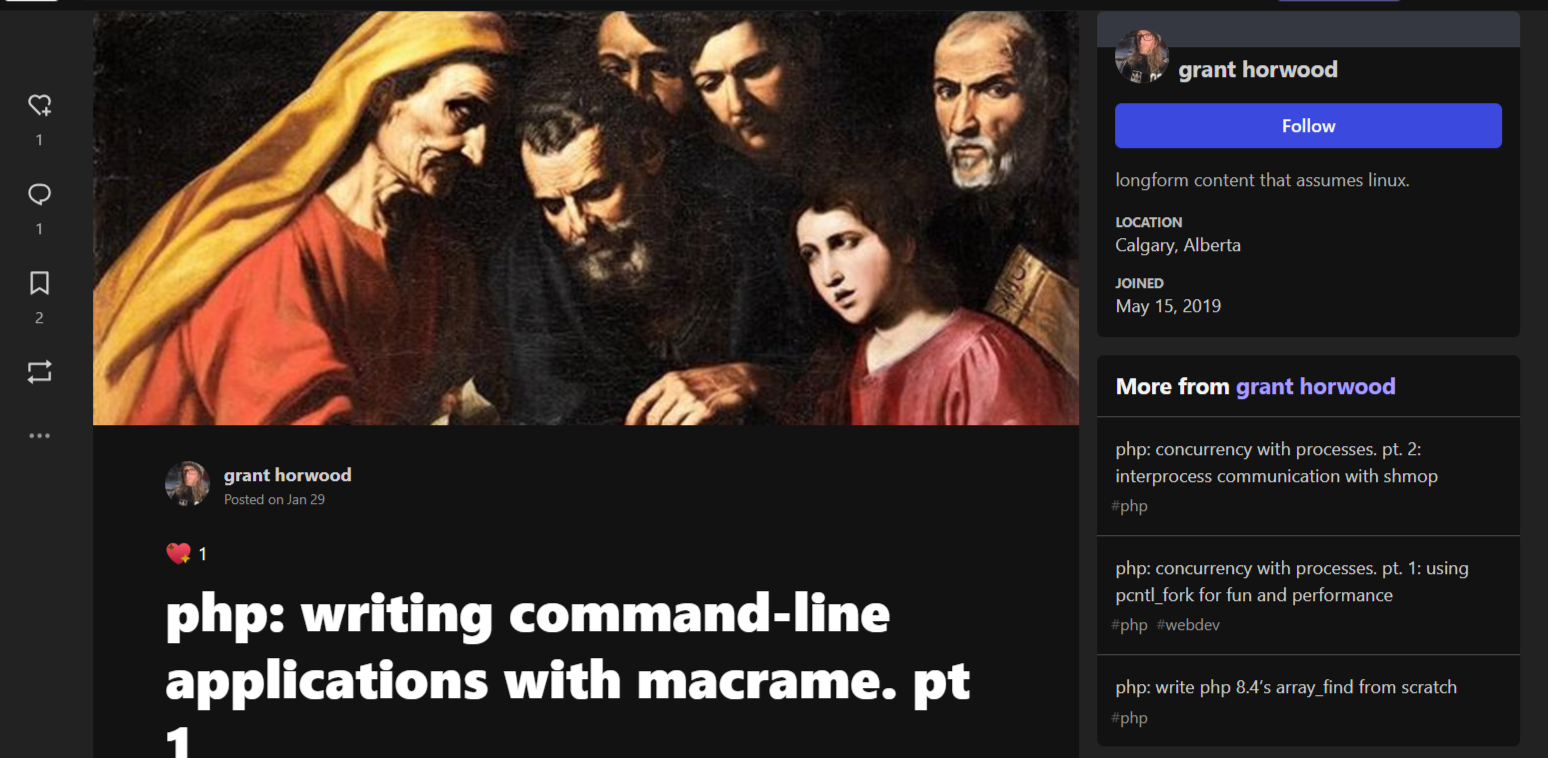 1
1
2
grant horwood
Posted on Jan 29
1
php: writing command-line
applications with macrame. pt
1
grant horwood
Follow
longform content that assumes linux.
LOCATION
Calgary, Alberta
JOINED
May 15, 2019
More from grant horwood
php: concurrency with processes. pt. 2:
interprocess communication with shmop
#php
php: concurrency with processes. pt. 1: using
pcntl_fork for fun and performance
#php #webdev
php: write php 8.4’s array_find from scratch
#php